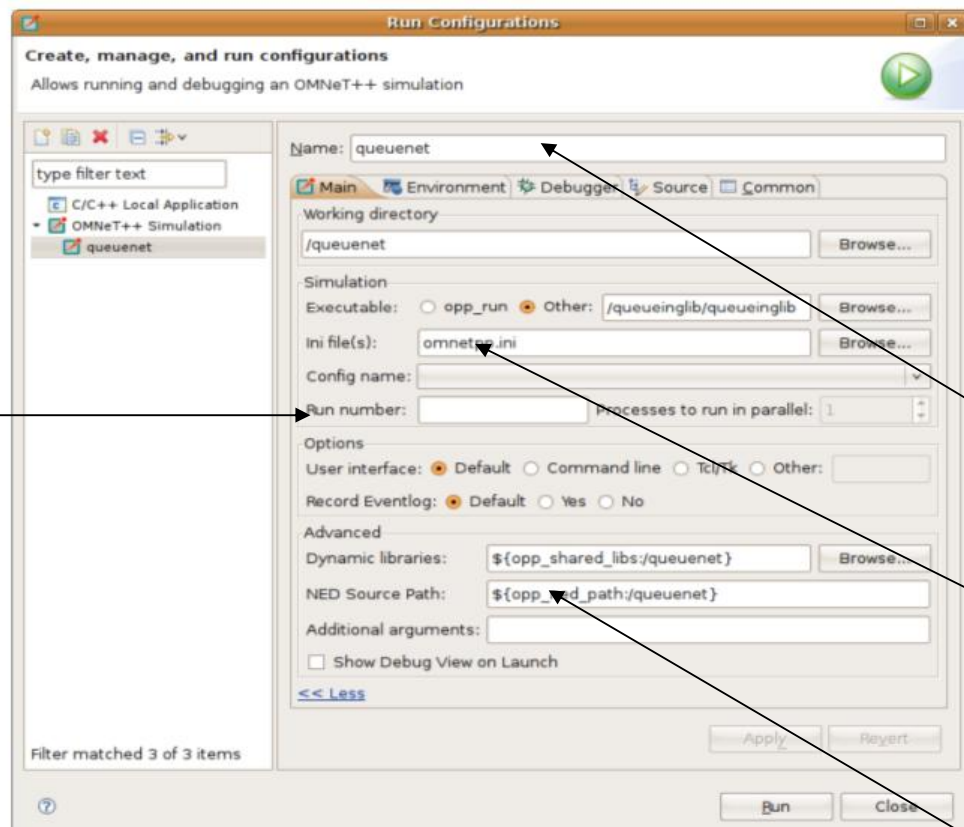 Run Configurations
Create, manage, and run configurations
Allows running and debugging an OMNeT++ simulation
type filter text
C/C++ Local Application
OMNeT++ Simulation
queuenet
Filter matched 3 of 3 items
Name: queuenet
Main Environment Debugger Source Common
Working directory
/queuenet Browse...
Simulation
Executable: opp_run Other: /queueinglib/queueinglib Browse...
Ini file(s): omnetpp.ini Browse...
Config name:
Run number: Processes to run in parallel: 1
Options
User interface: Default Command line Tcl/Tk Other:
Record Eventlog: Default Yes No
Advanced
Dynamic libraries: ${opp_shared_libs:/queuenet} Browse...
NED Source Path: ${opp_ned_path:/queuenet}
Additional arguments:
Show Debug View on Launch
<< Less
Apply Revert
Run Close